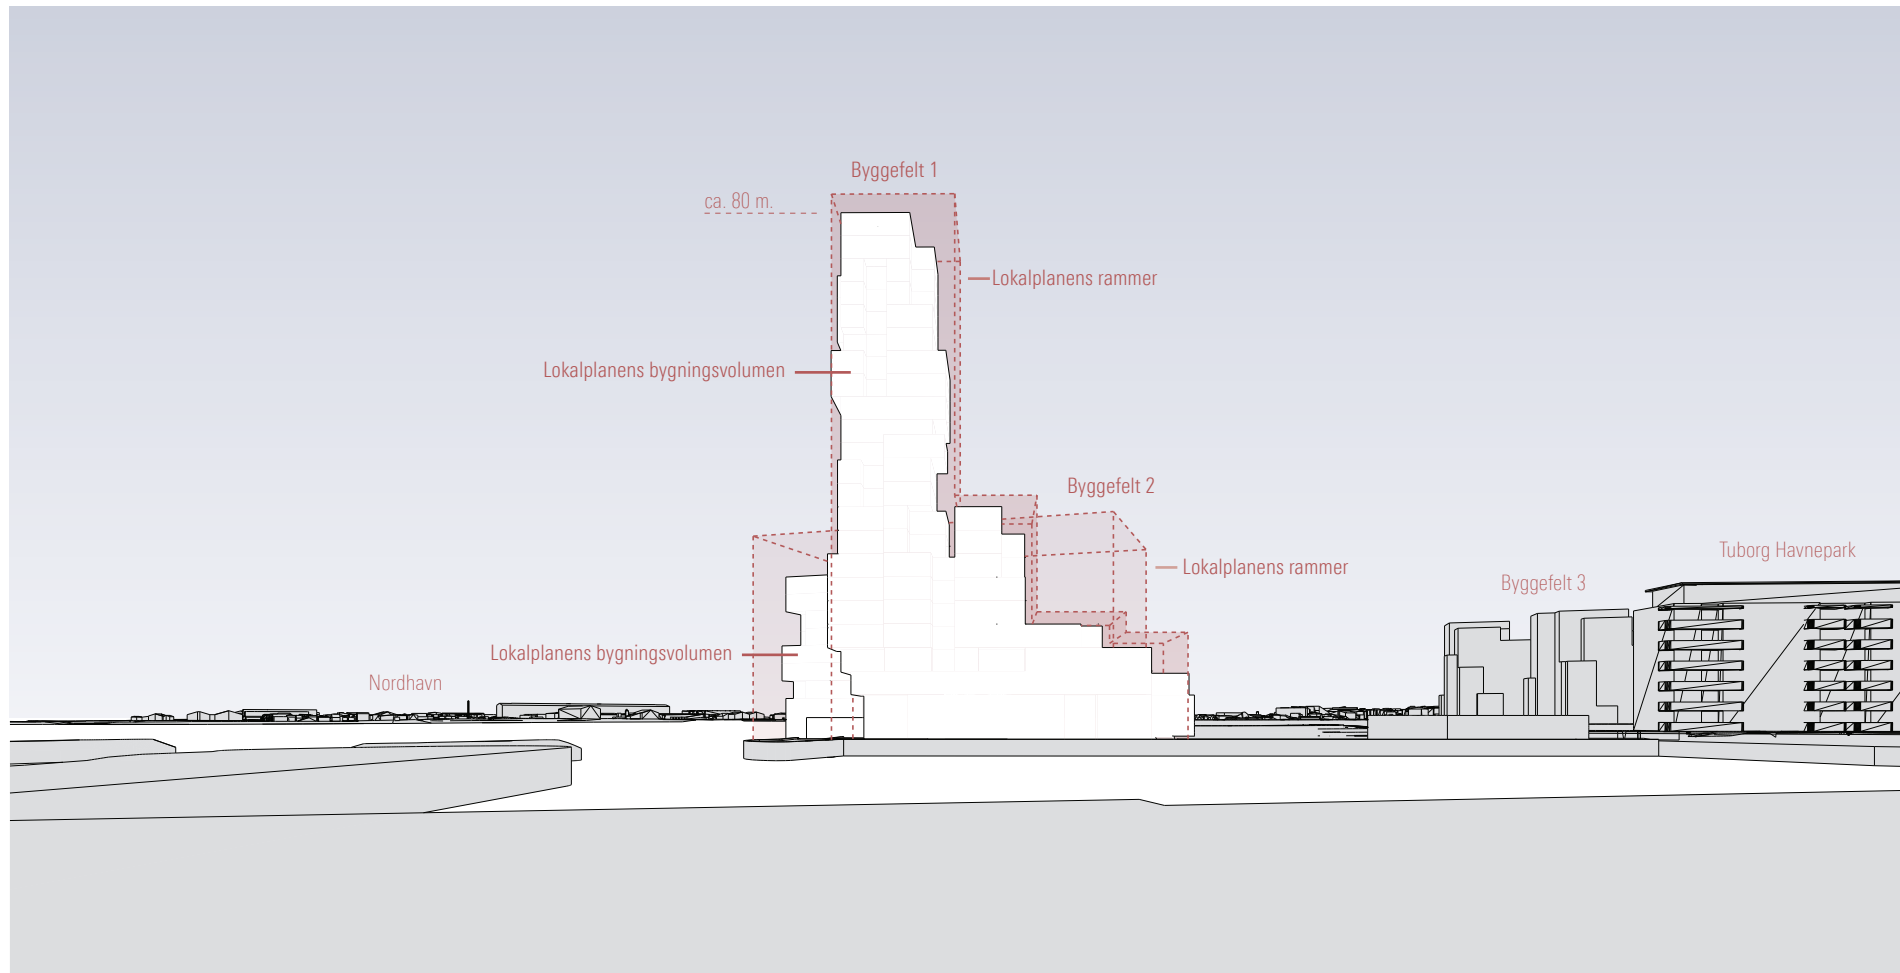 Byggefelt 1
ca. 80 m.
Lokalplanens rammer
Lokalplanens bygningsvolumen
Byggefelt 2
Tuborg Havnepark
Lokalplanens rammer
Byggefelt 3
Lokalplanens bygningsvolumen
Nordhavn